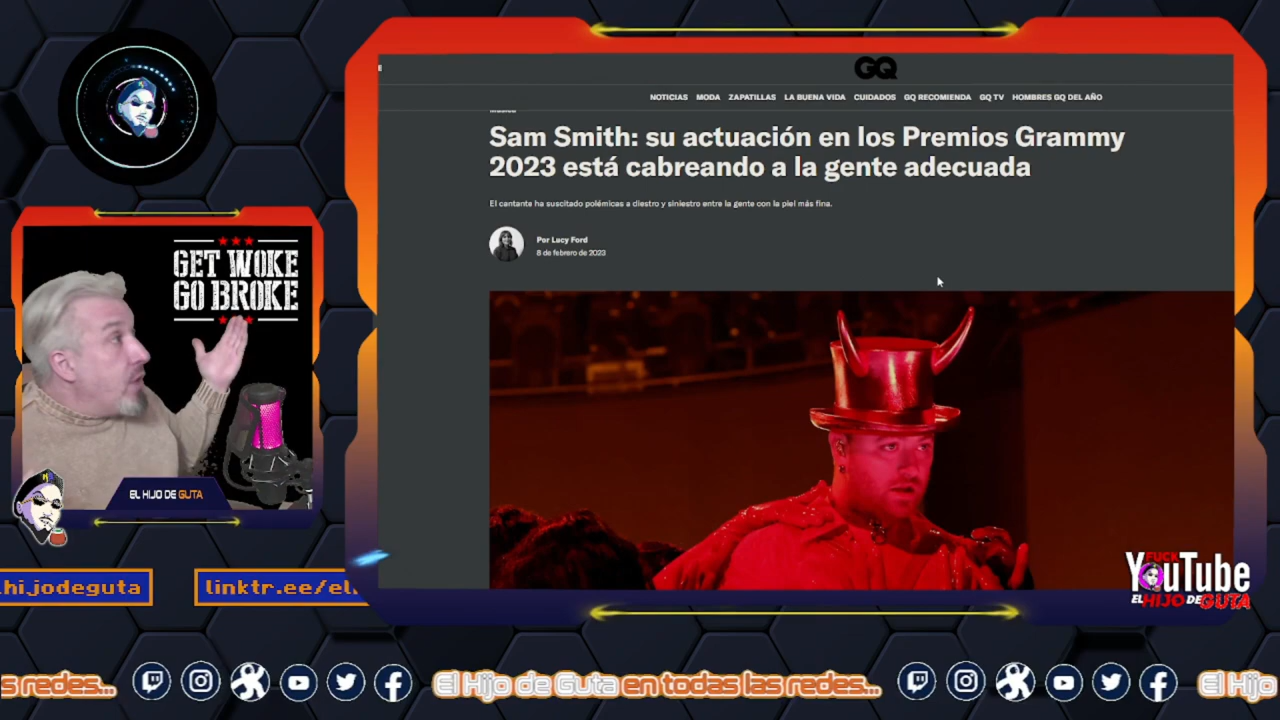 GQ
NOTICIAS MODA ZAPATILLAS LA BUENA VIDA CUIDADOS GQ RECOMIENDA GQ TV HOMBRES GQ DEL AÑO
Sam Smith: su actuación en los Premios Grammy
2023 está cabreando a la gente adecuada
El cantante ha suscitado polémicas a diestro y siniestro entre la gente con la piel más fina.
Por Lucy Ford
8 de febrero de 2023
GET WOKE
GO BROKE
EL HIJO DE GUTA
hijodeguta
linktr.ee/el
FUCK
YouTube
EL HIJO DE GUTA
s redes... El Hijo de Guta en todas las redes... El Hijo